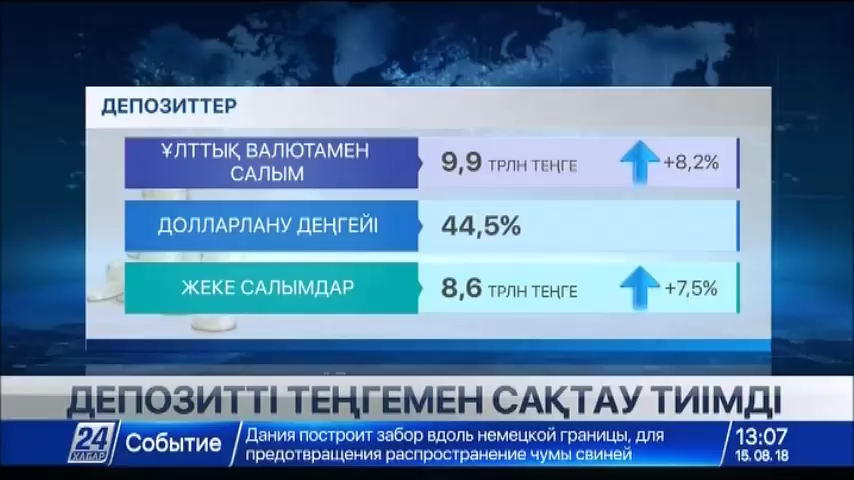 ДЕПОЗИТТЕР
ҰЛТТЫҚ ВАЛЮТАМЕН
САЛЫМ
9,9 ТРЛН ТЕҢГЕ
+8,2%
ДОЛЛАРЛАНУ ДЕҢГЕЙІ
44,5%
ЖЕКЕ САЛЫМДАР
8,6 ТРЛН ТЕҢГЕ
+7,5%
ДЕПОЗИТТІ ТЕҢГЕМЕН САҚТАУ ТИІМДІ
24
ХАБАР
Событие
Дания построит забор вдоль немецкой границы, для
предотвращения распространение чумы свиней
13:07
15.08.18